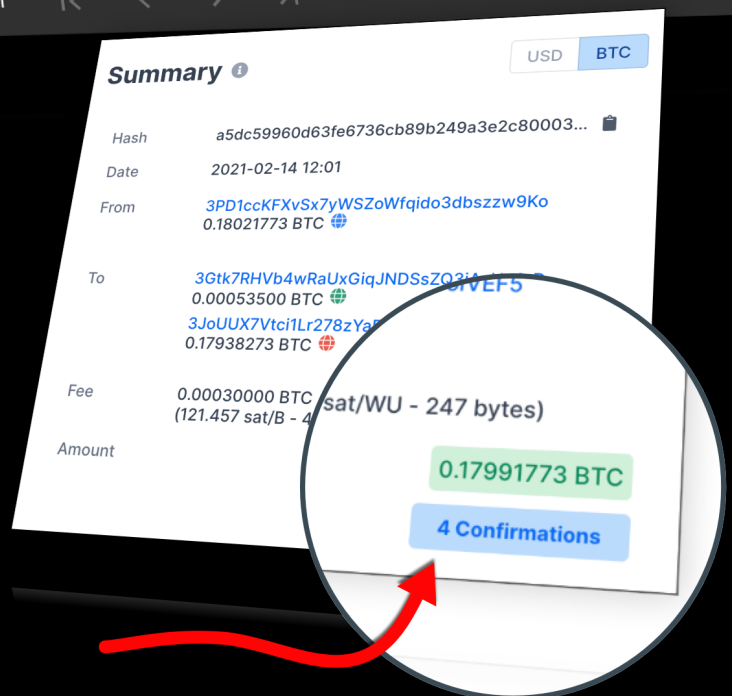 Summary
USD BTC
Hash a5dc59960d63fe6736cb89b249a3e2c80003...
Date 2021-02-14 12:01
From 3PD1ccKFXvSx7yWSZoWfqido3dbszzw9Ko
0.18021773 BTC
To
0.00053500 BTC
0.17938273 BTC
Fee 0.00030000 BTC
(121.457 sat/B - 4
sat/WU - 247 bytes)
Amount 0.17991773 BTC
4 Confirmations